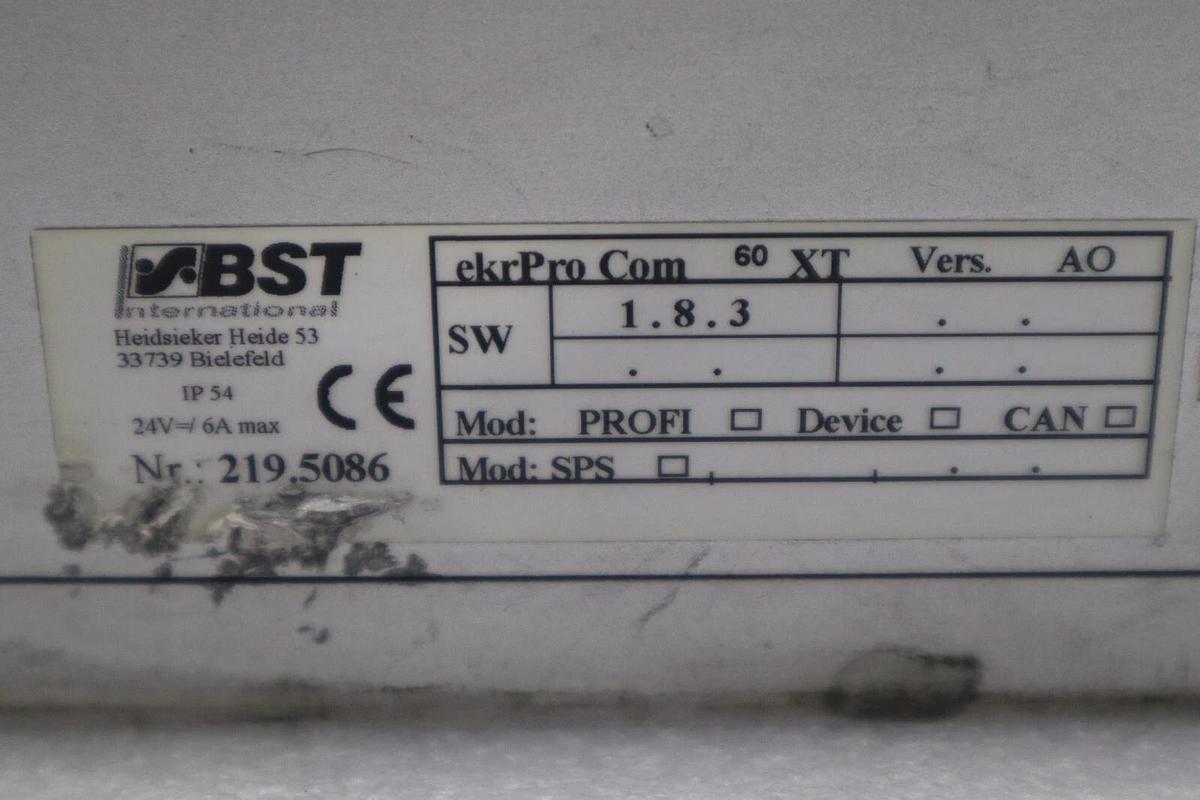 BST
International
Heidsieker Heide 53
33739 Bielefeld
IP 54
24V=/ 6A max
CE
Nr.: 219.5086
ekrPro Com 60 XT Vers. AO
SW 1.8.3 . .
. . . .
Mod: PROFI □ Device □ CAN □
Mod: SPS □ , , . .